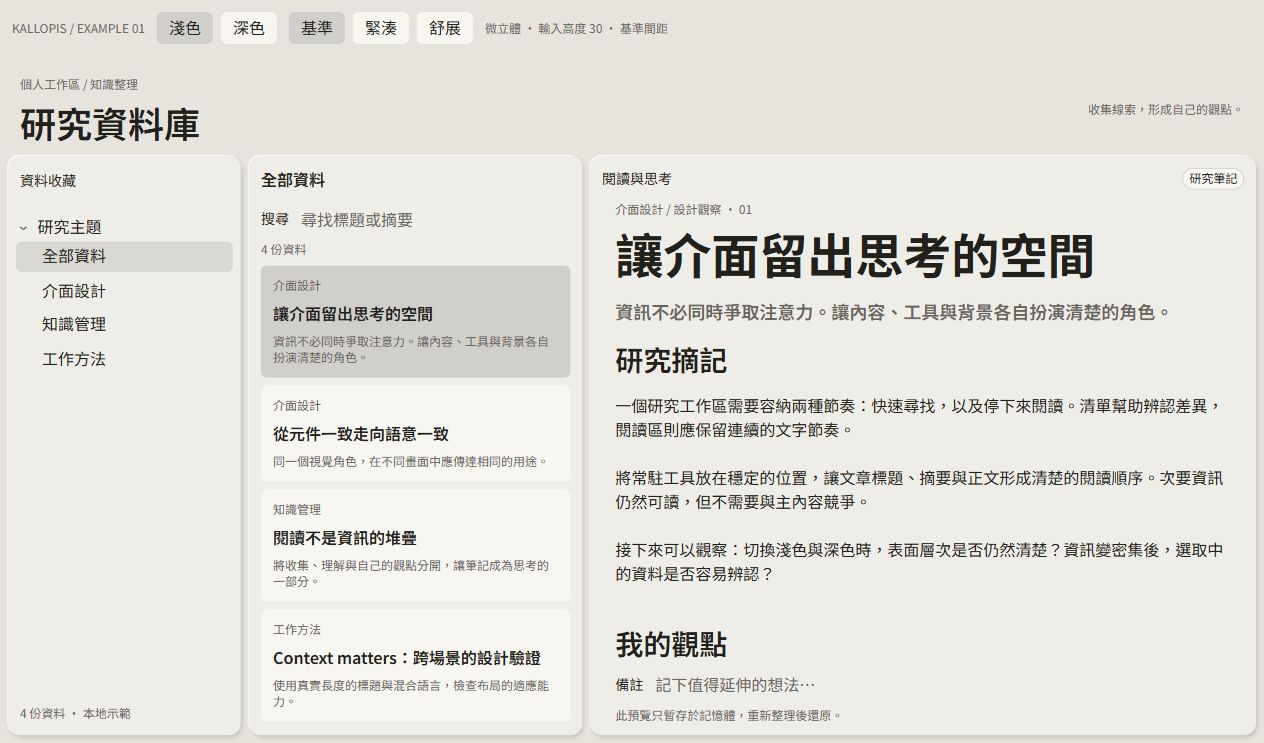 KALLOPIS / EXAMPLE 01
淺色
深色
基準
緊湊
舒展
微立體 · 輸入高度 30 · 基準間距
個人工作區 / 知識整理
研究資料庫
收集線索，形成自己的觀點。
資料收藏
研究主題
全部資料
介面設計
知識管理
工作方法
4 份資料 · 本地示範
全部資料
搜尋 尋找標題或摘要
4 份資料
介面設計
讓介面留出思考的空間
資訊不必同時爭取注意力。讓內容、工具與背景各自
扮演清楚的角色。
介面設計
從元件一致走向語意一致
同一個視覺角色，在不同畫面中應傳達相同的用途。
知識管理
閱讀不是資訊的堆疊
將收集、理解與自己的觀點分開，讓筆記成為思考的
一部分。
工作方法
Context matters：跨場景的設計驗證
使用真實長度的標題與混合語言，檢查布局的適應能
力。
閱讀與思考
研究筆記
介面設計 / 設計觀察 · 01
讓介面留出思考的空間
資訊不必同時爭取注意力。讓內容、工具與背景各自扮演清楚的角色。
研究摘記
一個研究工作區需要容納兩種節奏：快速尋找，以及停下來閱讀。清單幫助辨認差異，
閱讀區則應保留連續的文字節奏。
將常駐工具放在穩定的位置，讓文章標題、摘要與正文形成清楚的閱讀順序。次要資訊
仍然可讀，但不需要與主內容競爭。
接下來可以觀察：切換淺色與深色時，表面層次是否仍然清楚？資訊變密集後，選取中
的資料是否容易辨認？
我的觀點
備註 記下值得延伸的想法…
此預覽只暫存於記憶體，重新整理後還原。